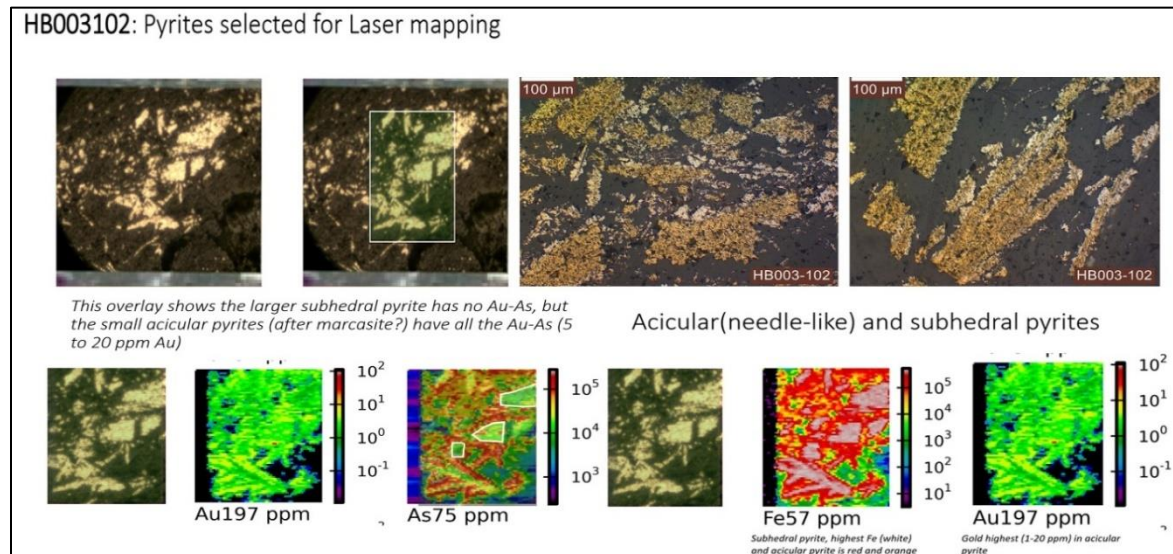 HB003102: Pyrites selected for Laser mapping
100 µm
100 µm
HB003-102
HB003-102
This overlay shows the larger subhedral pyrite has no Au-As, but
the small acicular pyrites (after marcasite?) have all the Au-As (5
to 20 ppm Au)
Acicular(needle-like) and subhedral pyrites
10²
10¹
10⁰
10⁻¹
Au197 ppm
10⁵
10⁴
10³
As75 ppm
10⁵
10⁴
10³
10²
10¹
Fe57 ppm
Subhedral pyrite, highest Fe (white)
and acicular pyrite is red and orange
10²
10¹
10⁰
10⁻¹
Au197 ppm
Gold highest (1-20 ppm) in acicular
pyrite